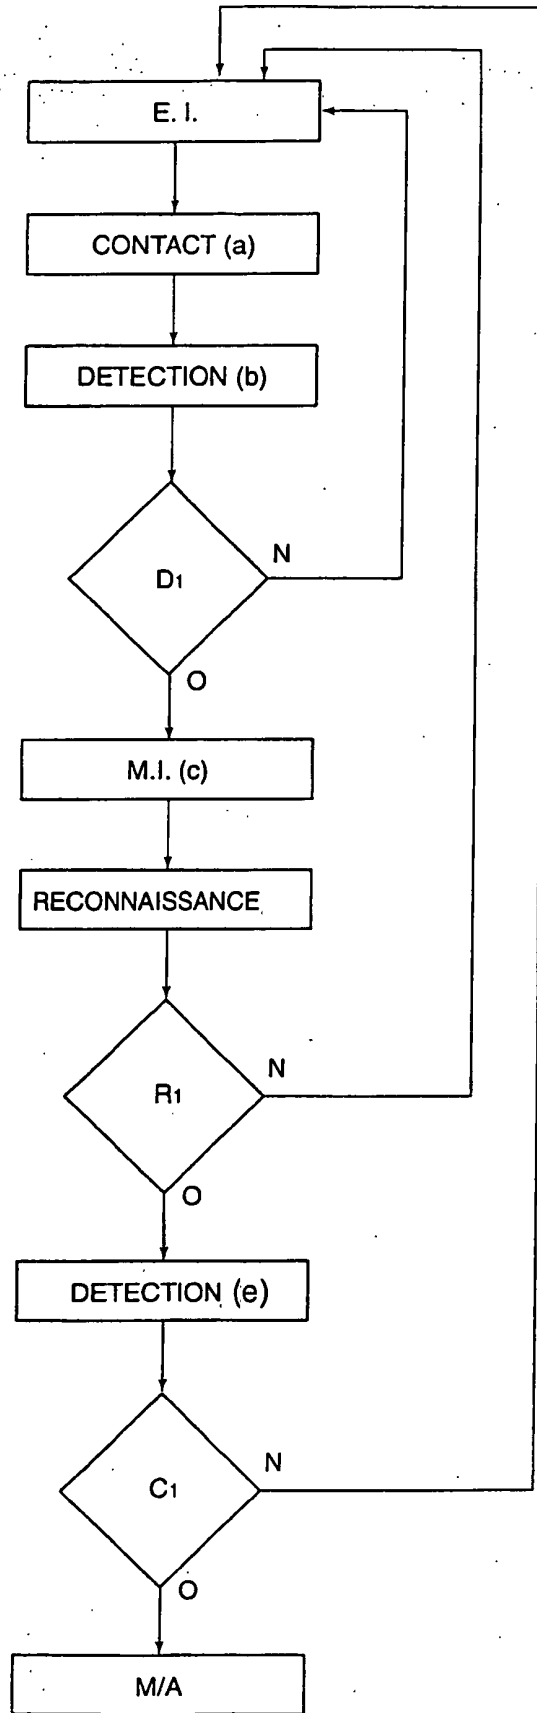 E. I.
CONTACT (a)
DETECTION (b)
D1
N
O
M.I. (c)
RECONNAISSANCE
R1
N
O
DETECTION (e)
C1
N
O
M/A